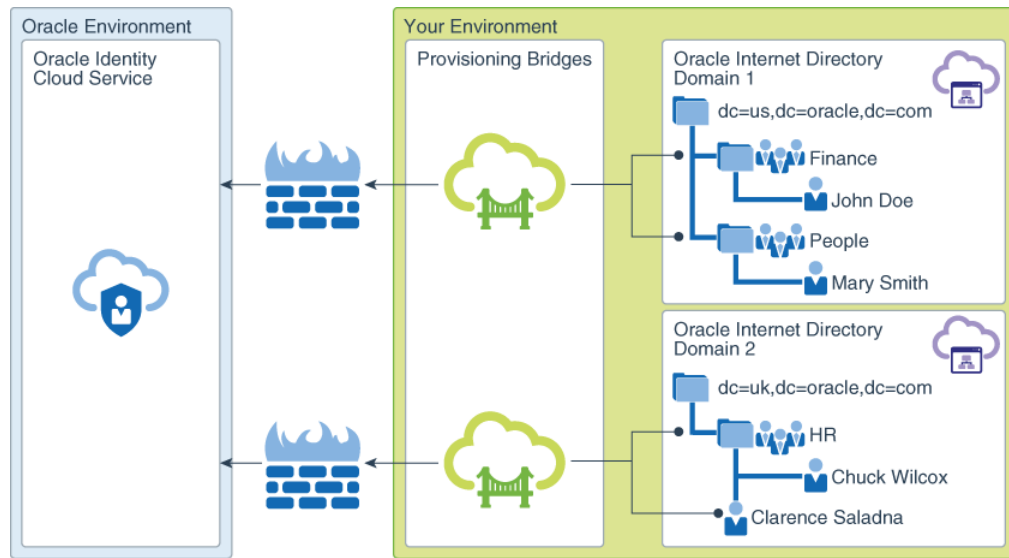 Oracle Environment
Oracle Identity
Cloud Service
Your Environment
Provisioning Bridges
Oracle Internet Directory
Domain 1
dc=us,dc=oracle,dc=com
Finance
John Doe
People
Mary Smith
Oracle Internet Directory
Domain 2
dc=uk,dc=oracle,dc=com
HR
Chuck Wilcox
Clarence Saladna